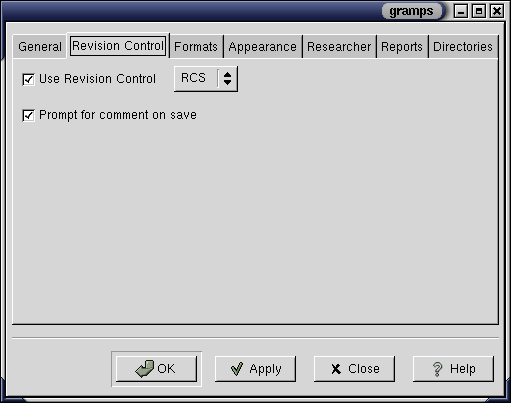 gramps
General Revision Control Formats Appearance Researcher Reports Directories
Use Revision Control RCS
Prompt for comment on save
OK Apply Close Help